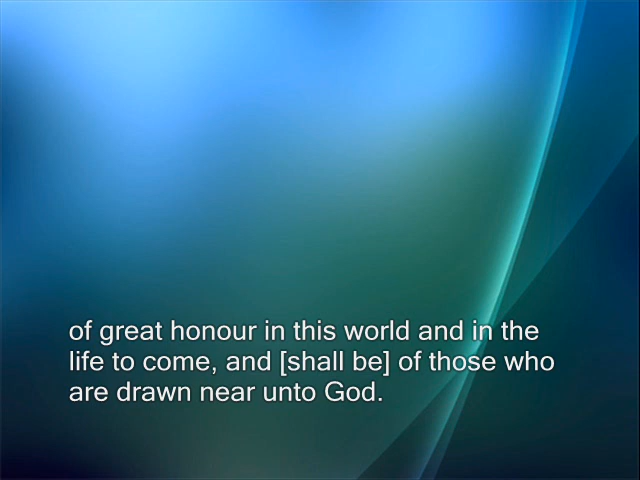 of great honour in this world and in the
life to come, and [shall be] of those who
are drawn near unto God.